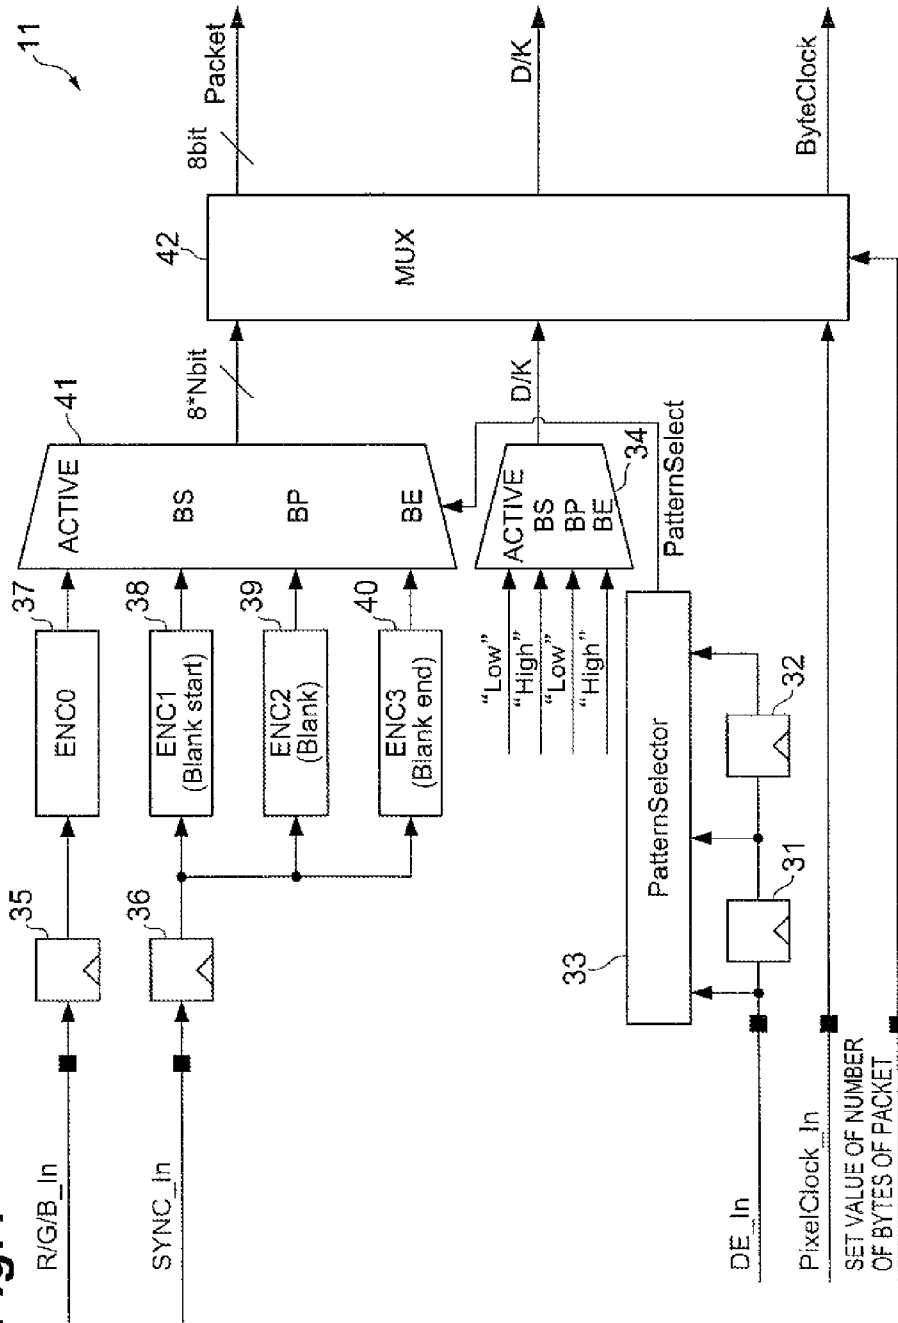 11
R/G/B_In
35
ENC0
37
ACTIVE
41
SYNC_In
36
ENC1
(Blank start)
38
BS
8*Nbit
42
8bit
Packet
ENC2
(Blank)
39
BP
ENC3
(Blank end)
40
BE
MUX
"Low"
"High"
"Low"
"High"
ACTIVE
BS
BP
BE
34
D/K
D/K
33
PatternSelector
PatternSelect
DE_In
31
32
PixelClock_In
ByteClock
SET VALUE OF NUMBER
OF BYTES OF PACKET